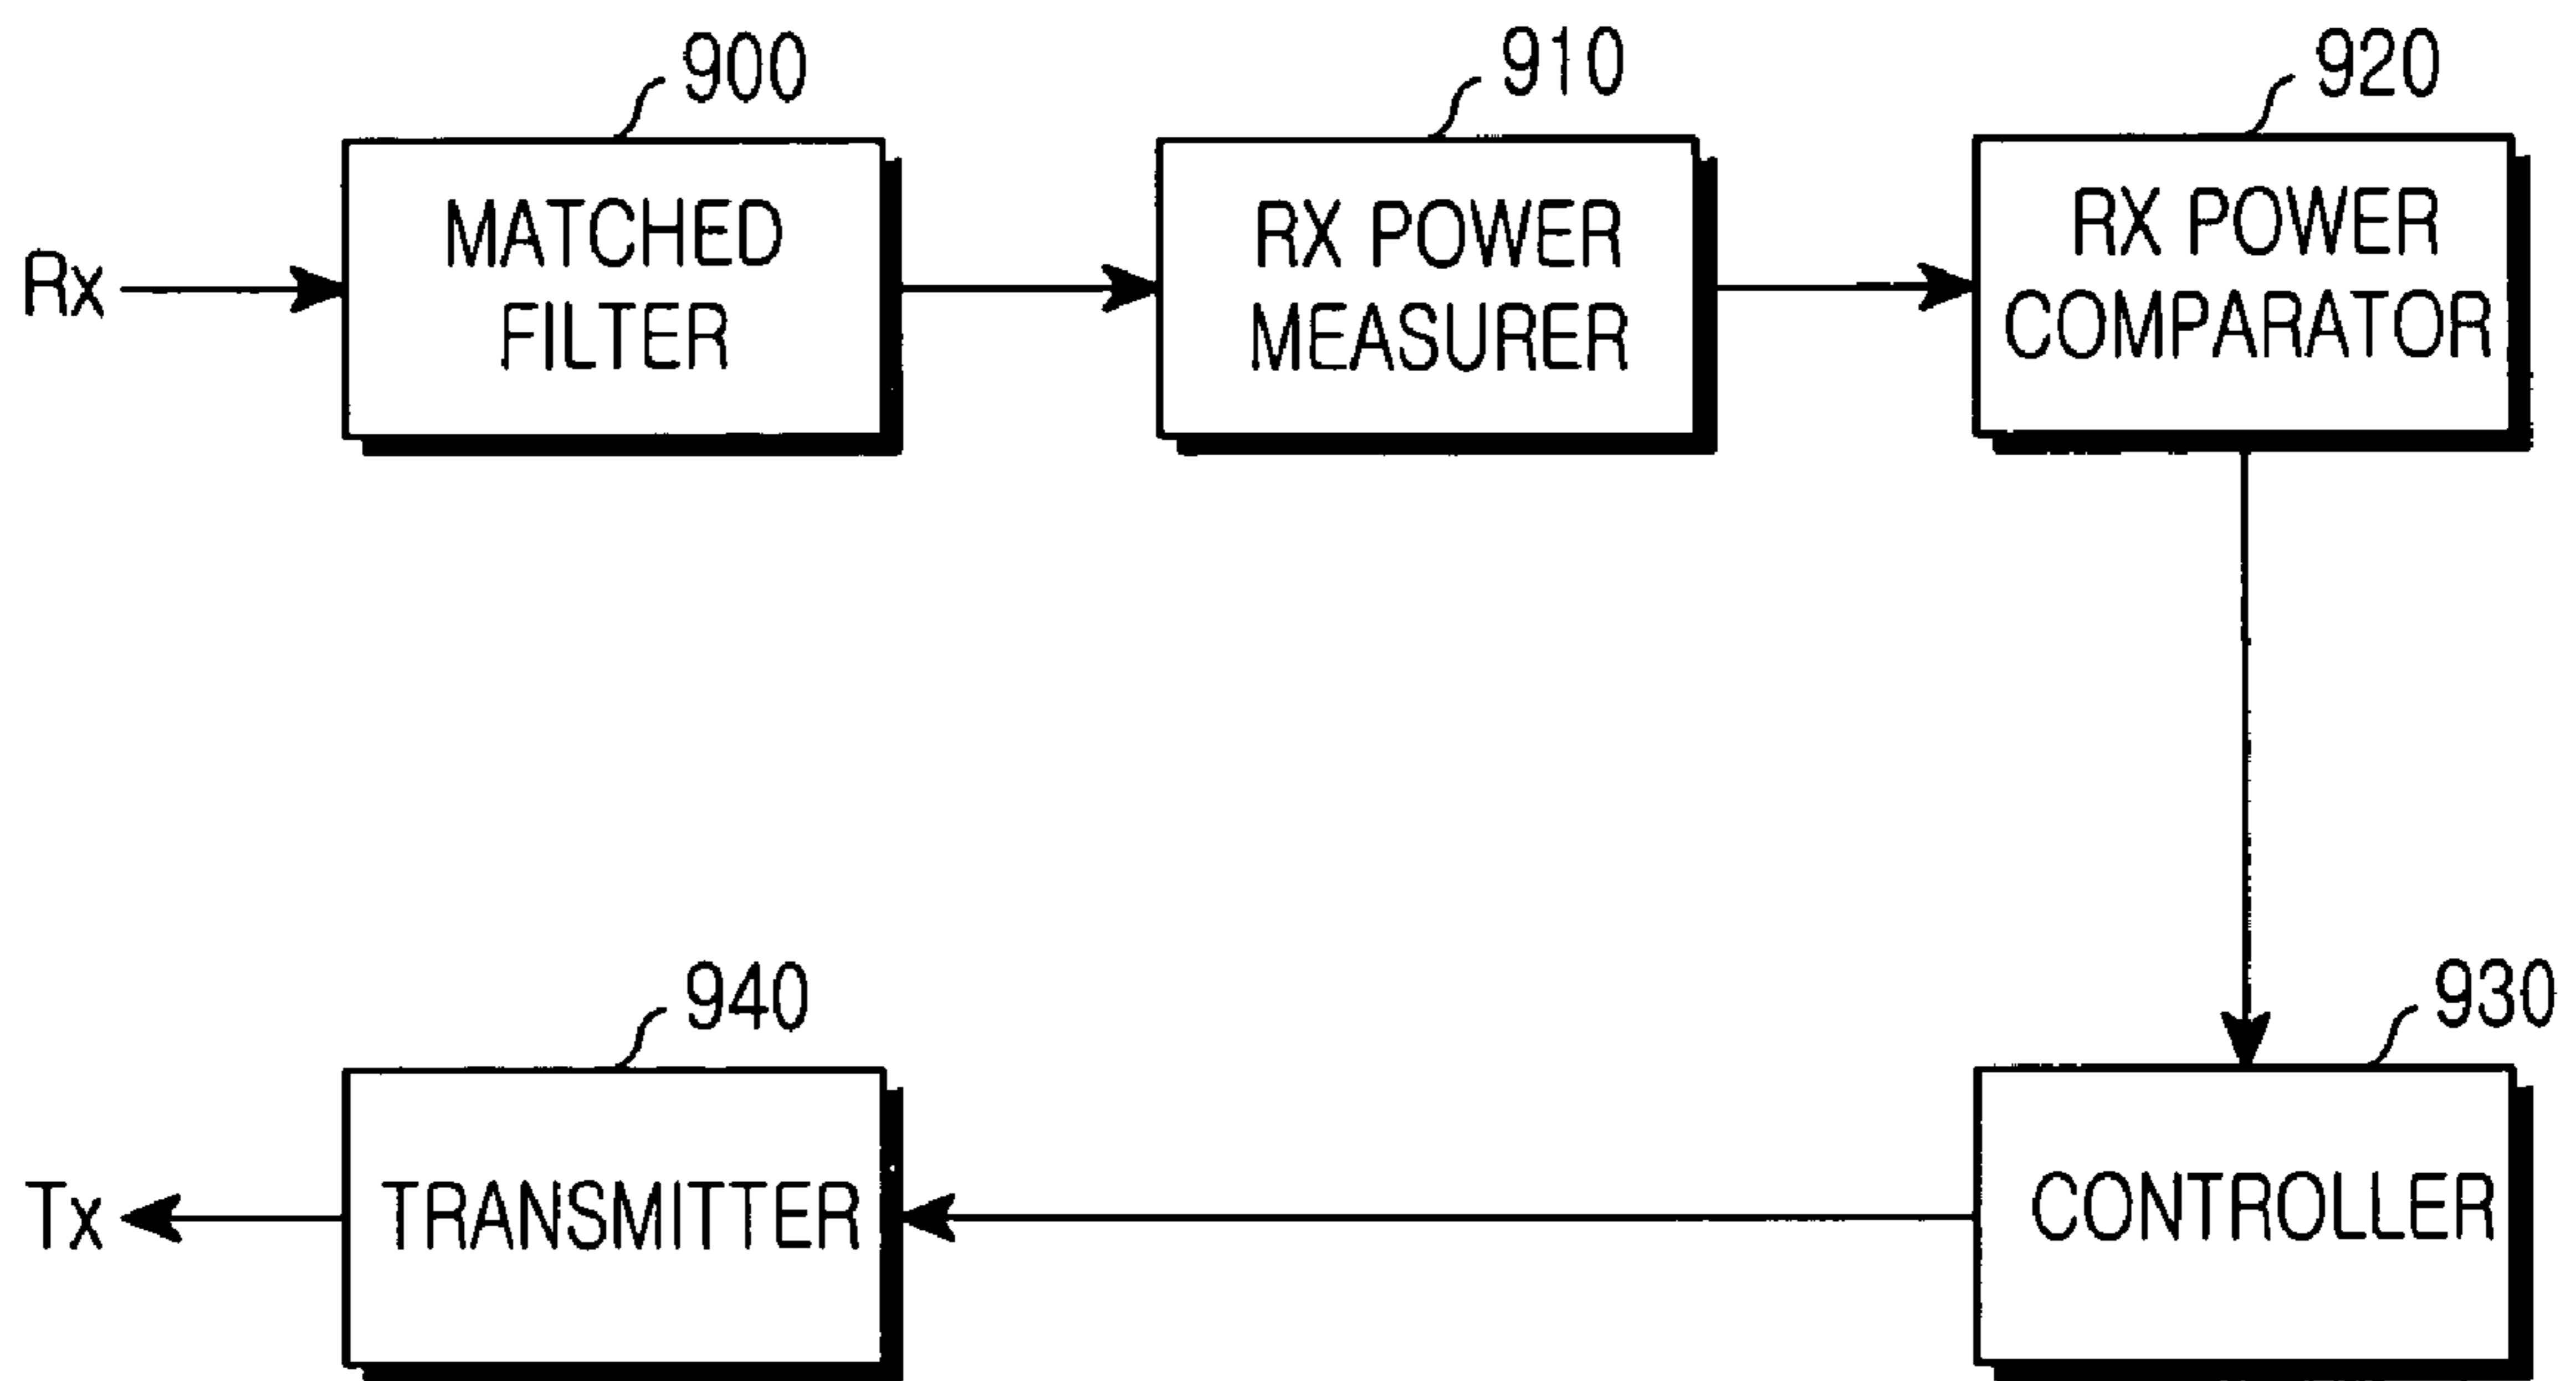 900
910
920
Rx
MATCHED
FILTER
RX POWER
MEASURER
RX POWER
COMPARATOR
940
930
Tx
TRANSMITTER
CONTROLLER